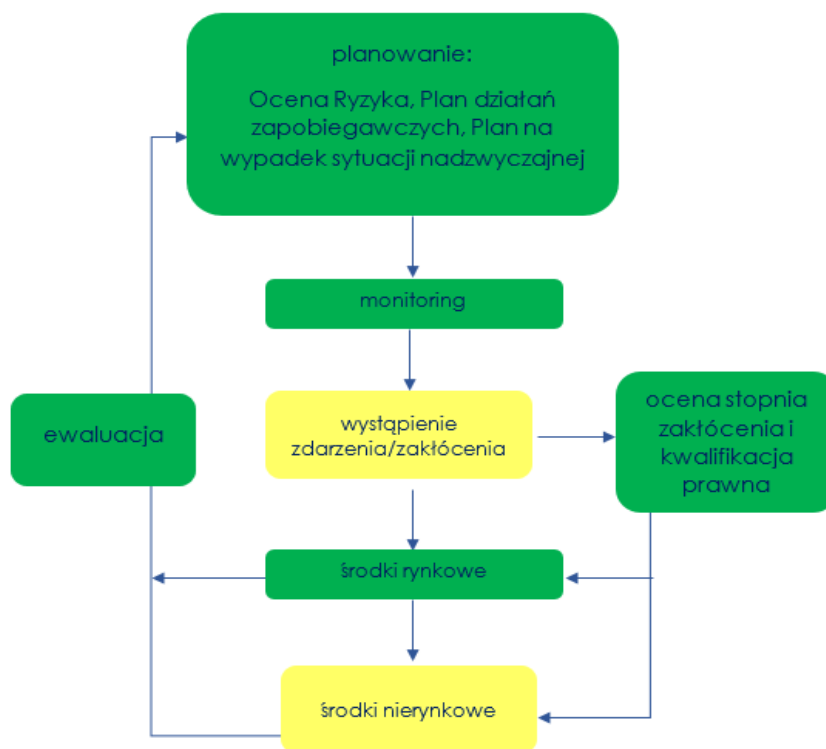 planowanie:
Ocena Ryzyka, Plan działań
zapobiegawczych, Plan na
wypadek sytuacji nadzwyczajnej
monitoring
wystąpienie
zdarzenia/zakłócenia
ocena stopnia
zakłócenia i
kwalifikacja
prawna
ewaluacja
środki rynkowe
środki nierynkowe